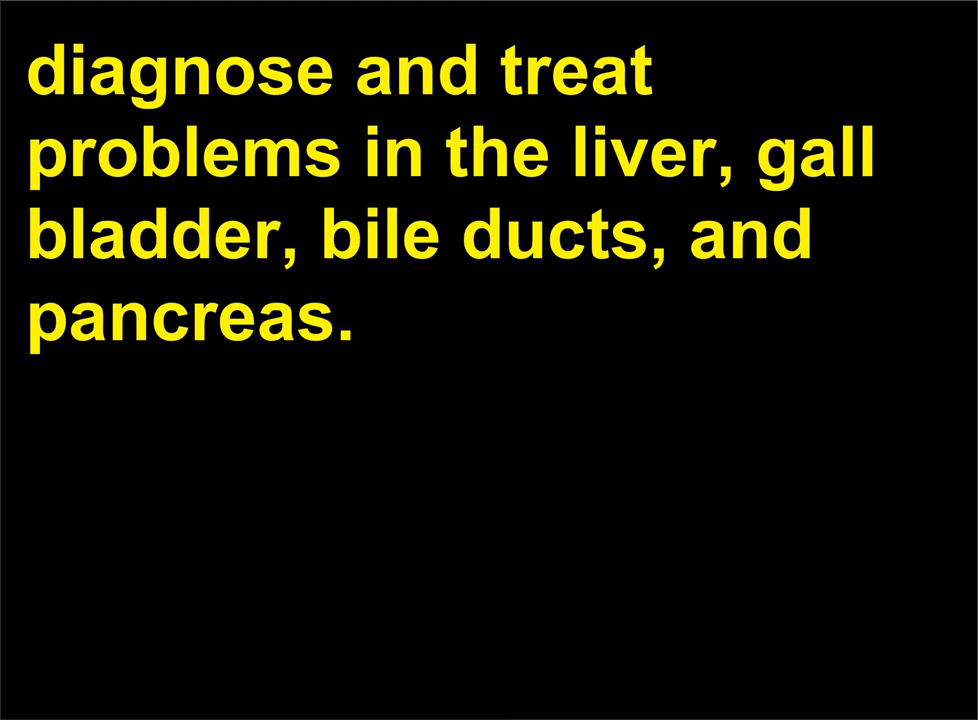 diagnose and treat
problems in the liver, gall
bladder, bile ducts, and
pancreas.